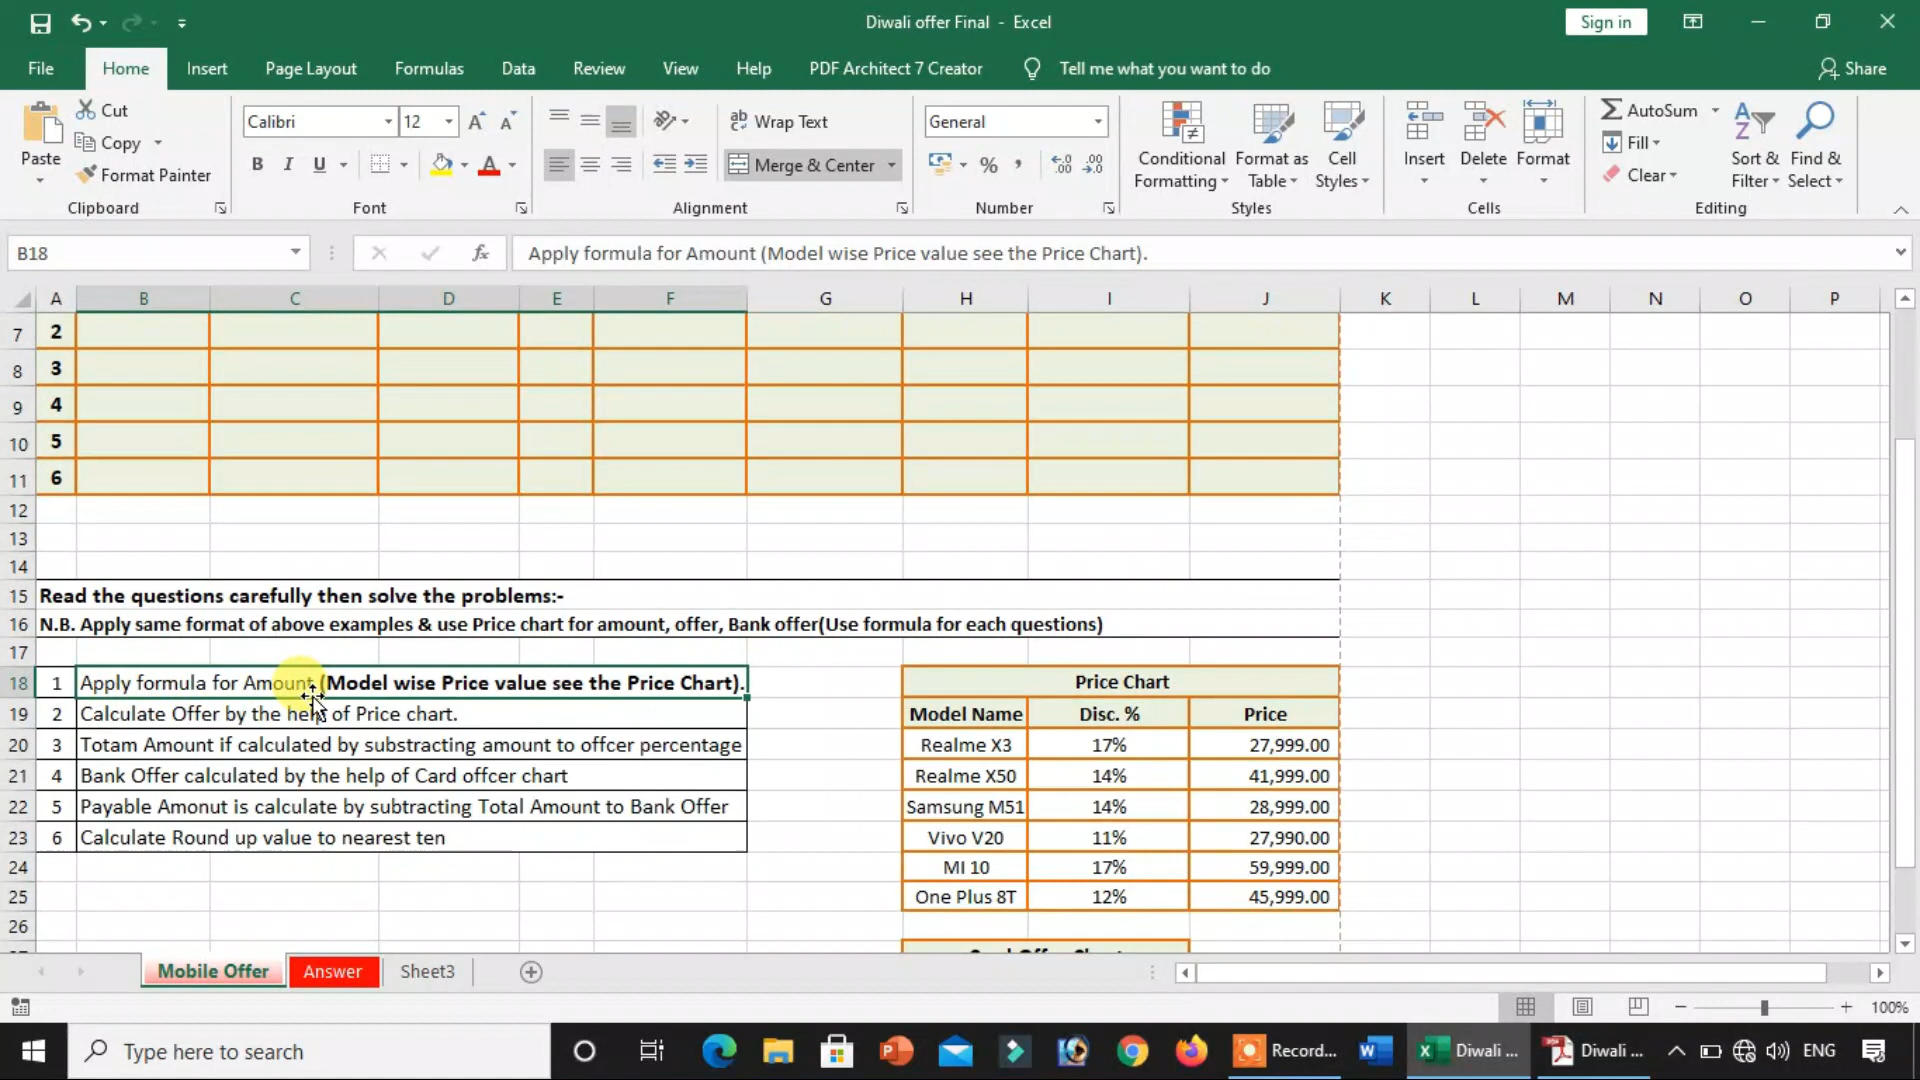 Diwali offer Final - Excel
Sign in
File Home Insert Page Layout Formulas Data Review View Help PDF Architect 7 Creator Tell me what you want to do Share
Paste
Cut
Copy
Format Painter
Clipboard
Calibri 12
B I U
Font
Wrap Text
Merge & Center
Alignment
General
Number
Conditional Formatting
Format as Table
Cell Styles
Styles
Insert Delete Format
Cells
AutoSum
Fill
Clear
Sort & Filter
Find & Select
Editing
B18 fx Apply formula for Amount (Model wise Price value see the Price Chart).
A B C D E F G H I J K L M N O P
7 2
8 3
9 4
10 5
11 6
12
13
14
15 Read the questions carefully then solve the problems:-
16 N.B. Apply same format of above examples & use Price chart for amount, offer, Bank offer(Use formula for each questions)
17
18 1 Apply formula for Amount (Model wise Price value see the Price Chart). Price Chart
19 2 Calculate Offer by the help of Price chart. Model Name Disc. % Price
20 3 Totam Amount if calculated by substracting amount to offcer percentage Realme X3 17% 27,999.00
21 4 Bank Offer calculated by the help of Card offcer chart Realme X50 14% 41,999.00
22 5 Payable Amonut is calculate by subtracting Total Amount to Bank Offer Samsung M51 14% 28,999.00
23 6 Calculate Round up value to nearest ten Vivo V20 11% 27,990.00
24 MI 10 17% 59,999.00
25 One Plus 8T 12% 45,999.00
26
Mobile Offer Answer Sheet3
100%
Type here to search
Record...
Diwali ...
Diwali ...
ENG